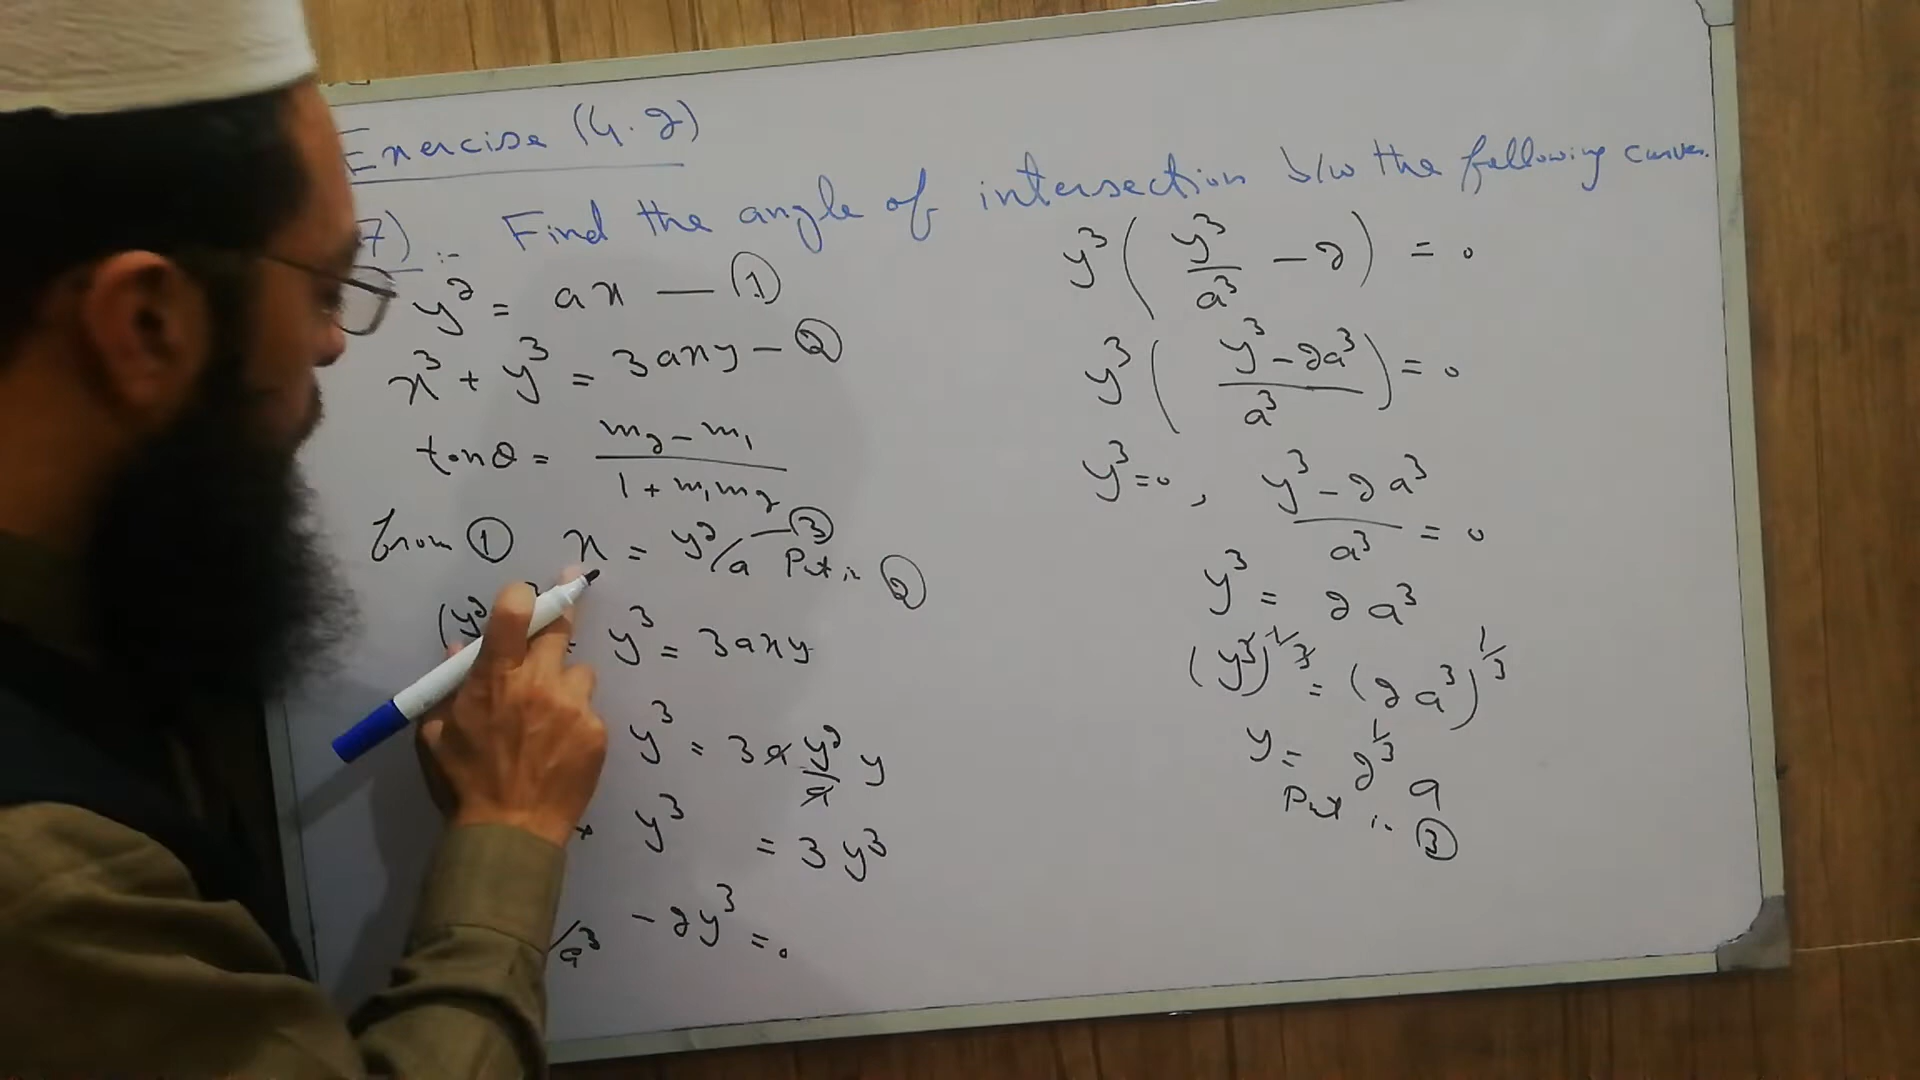 Exercise (4.2)
7) :- Find the angle of intersection b/w the following curves.
y² = ax — ①
x³ + y³ = 3axy — ②
tanθ = (m₂ - m₁)/(1 + m₁m₂)
from ① x = y²/a — ③ Put in ②
(y² y³ = 3axy
y³ = 3a y²/a y
+ y³ = 3y³
/a³ - 2y³ = 0
y³ ( y³/a³ - 2 ) = 0
y³ ( (y³ - 2a³)/a³ ) = 0
y³ = 0 , (y³ - 2a³)/a³ = 0
y³ = 2a³
(y³)^1/3 = (2a³)^1/3
y = 2^1/3 a
Put in ③